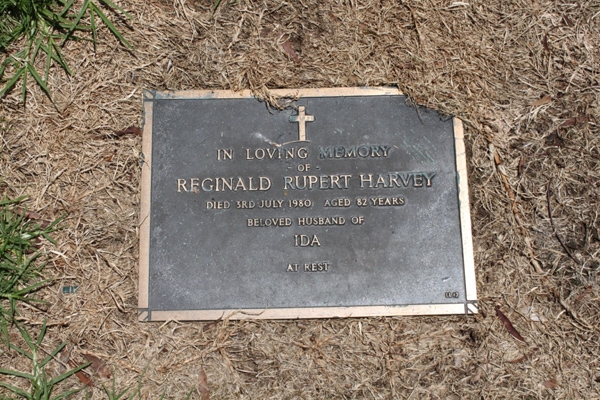 IN LOVING MEMORY
- OF -
REGINALD RUPERT HARVEY
DIED 3RD JULY 1980 AGED 82 YEARS
BELOVED HUSBAND OF
IDA
AT REST